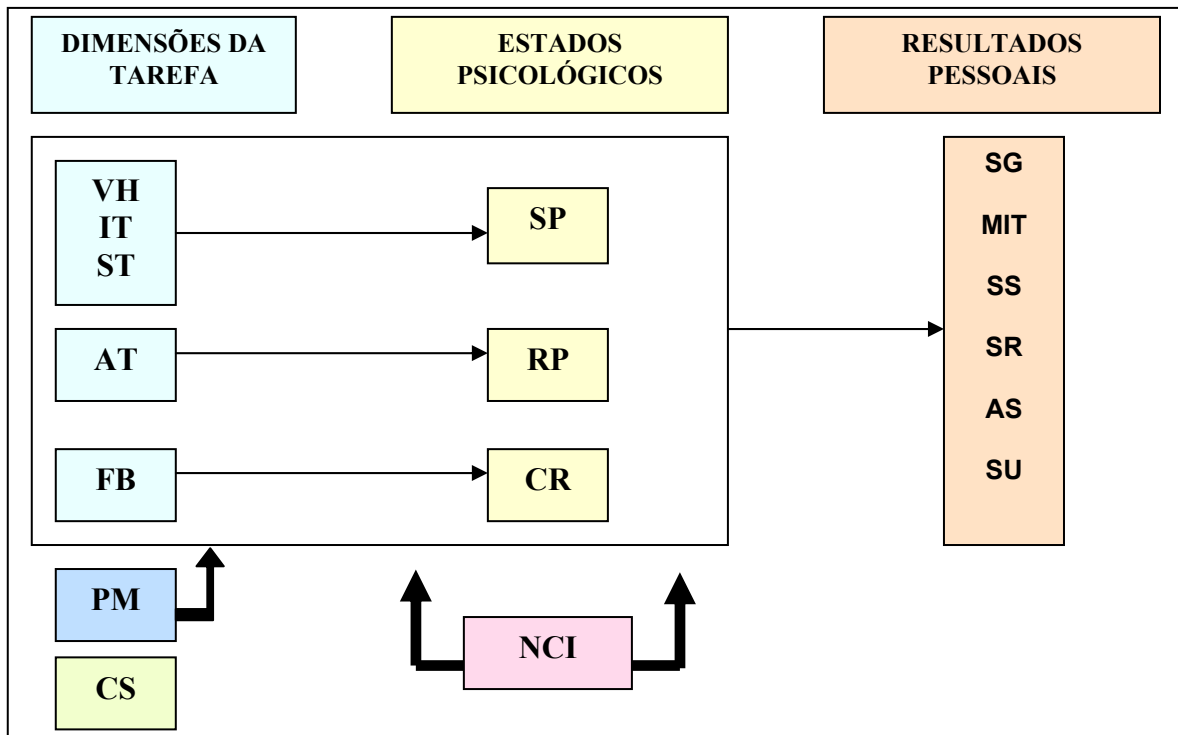 DIMENSÕES DA
TAREFA
ESTADOS
PSICOLÓGICOS
RESULTADOS
PESSOAIS
VH
IT
ST
SP
AT
RP
FB
CR
SG
MIT
SS
SR
AS
SU
PM
NCI
CS